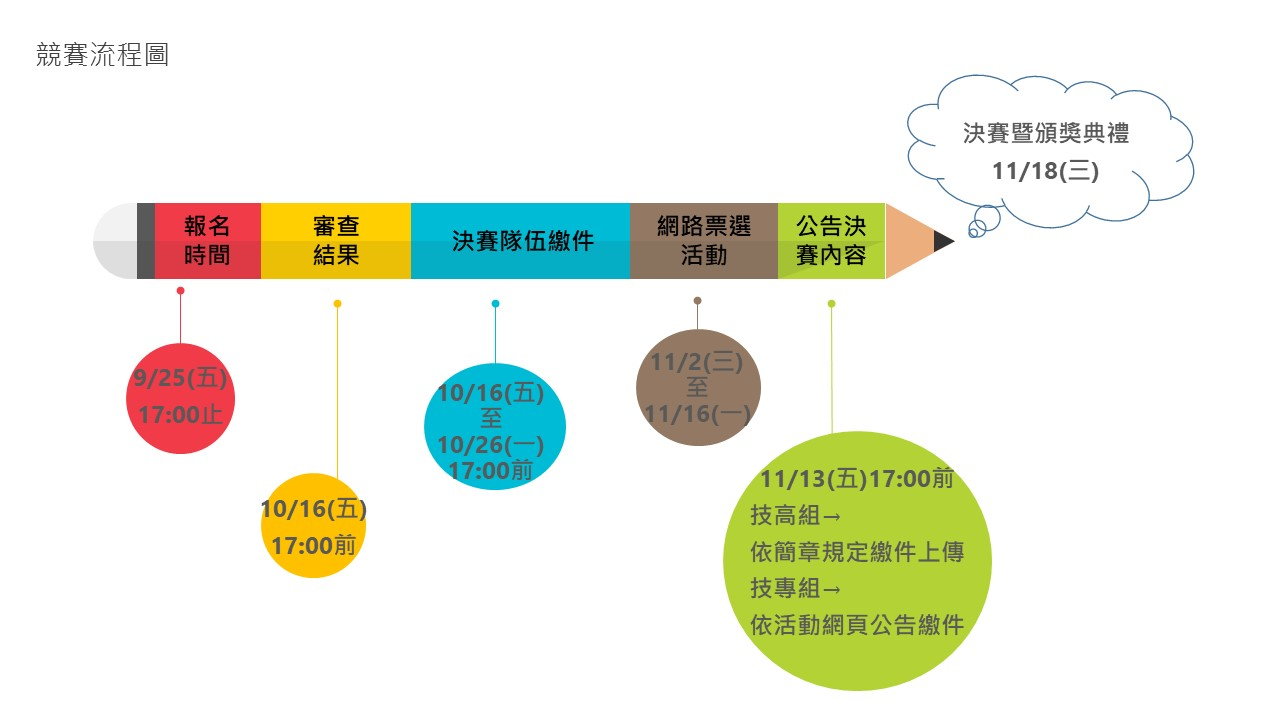 競賽流程圖
決賽暨頒獎典禮
11/18(三)
報名
時間
審查
結果
決賽隊伍繳件
網路票選
活動
公告決
賽內容
9/25(五)
17:00止
10/16(五)
17:00前
10/16(五)
至
10/26(一)
17:00前
11/2(三)
至
11/16(一)
11/13(五)17:00前
技高組→
依簡章規定繳件上傳
技專組→
依活動網頁公告繳件